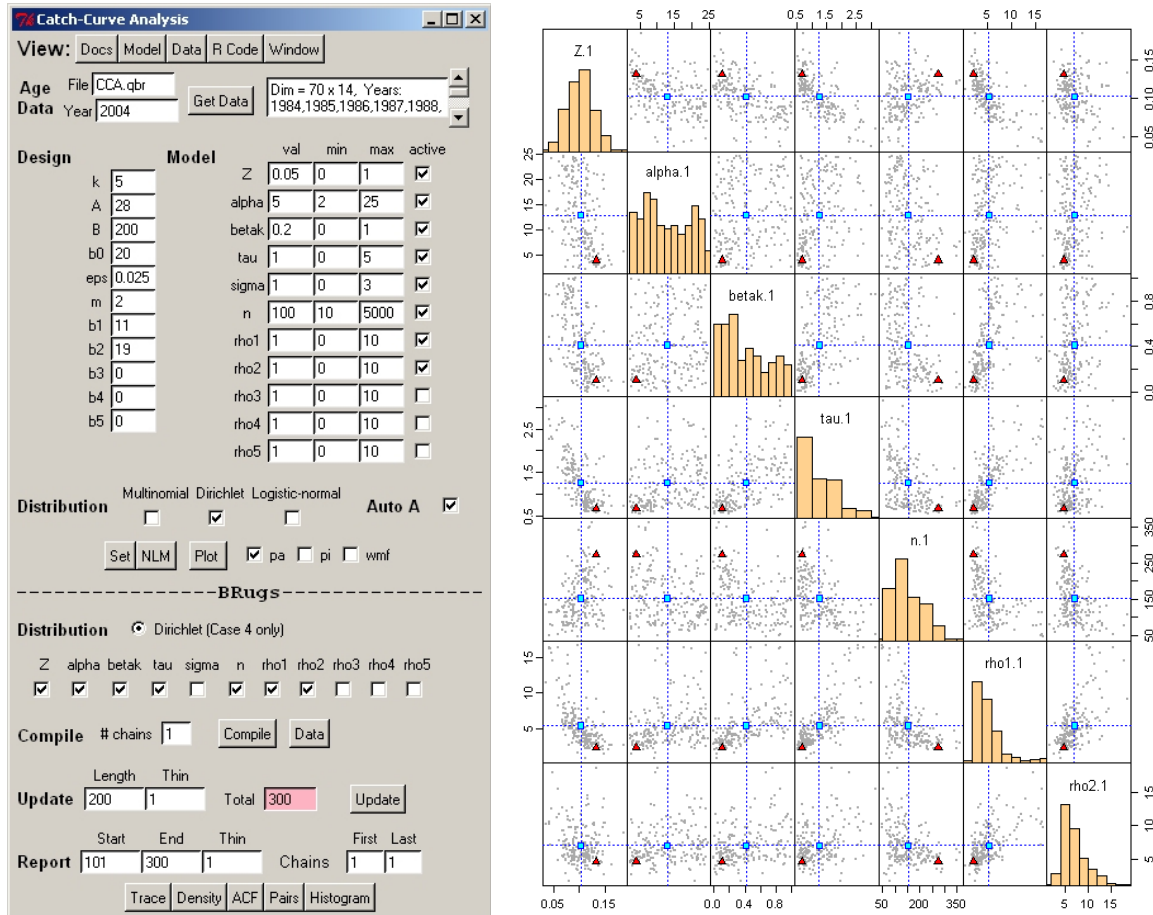 Catch-Curve Analysis
View: Docs Model Data R Code Window
Age Data File CCA.qbr Year 2004 Get Data
Dim = 70 x 14, Years:
1984,1985,1986,1987,1988,
Design Model val min max active
k 5
A 28
B 200
b0 20
eps 0.025
m 2
b1 11
b2 19
b3 0
b4 0
b5 0
Z 0.05 0 1
alpha 5 2 25
betak 0.2 0 1
tau 1 0 5
sigma 1 0 3
n 100 10 5000
rho1 1 0 10
rho2 1 0 10
rho3 1 0 10
rho4 1 0 10
rho5 1 0 10
Multinomial Dirichlet Logistic-normal
Distribution Auto A
Set NLM Plot pa pi wmf
BRugs
Distribution Dirichlet (Case 4 only)
Z alpha betak tau sigma n rho1 rho2 rho3 rho4 rho5
Compile # chains 1 Compile Data
Length Thin
Update 200 1 Total 300 Update
Start End Thin First Last
Report 101 300 1 Chains 1 1
Trace Density ACF Pairs Histogram
5 15 25 0.5 1.5 2.5 5 10 15
Z.1
0.05 0.10 0.15
alpha.1
5 10 15 20 25
betak.1
0.0 0.4 0.8
tau.1
0.5 1.5 2.5
n.1
50 150 250 350
rho1.1
5 10 15
rho2.1
5 10 15
0.05 0.15 0.0 0.4 0.8 50 150 250 350 5 10 15